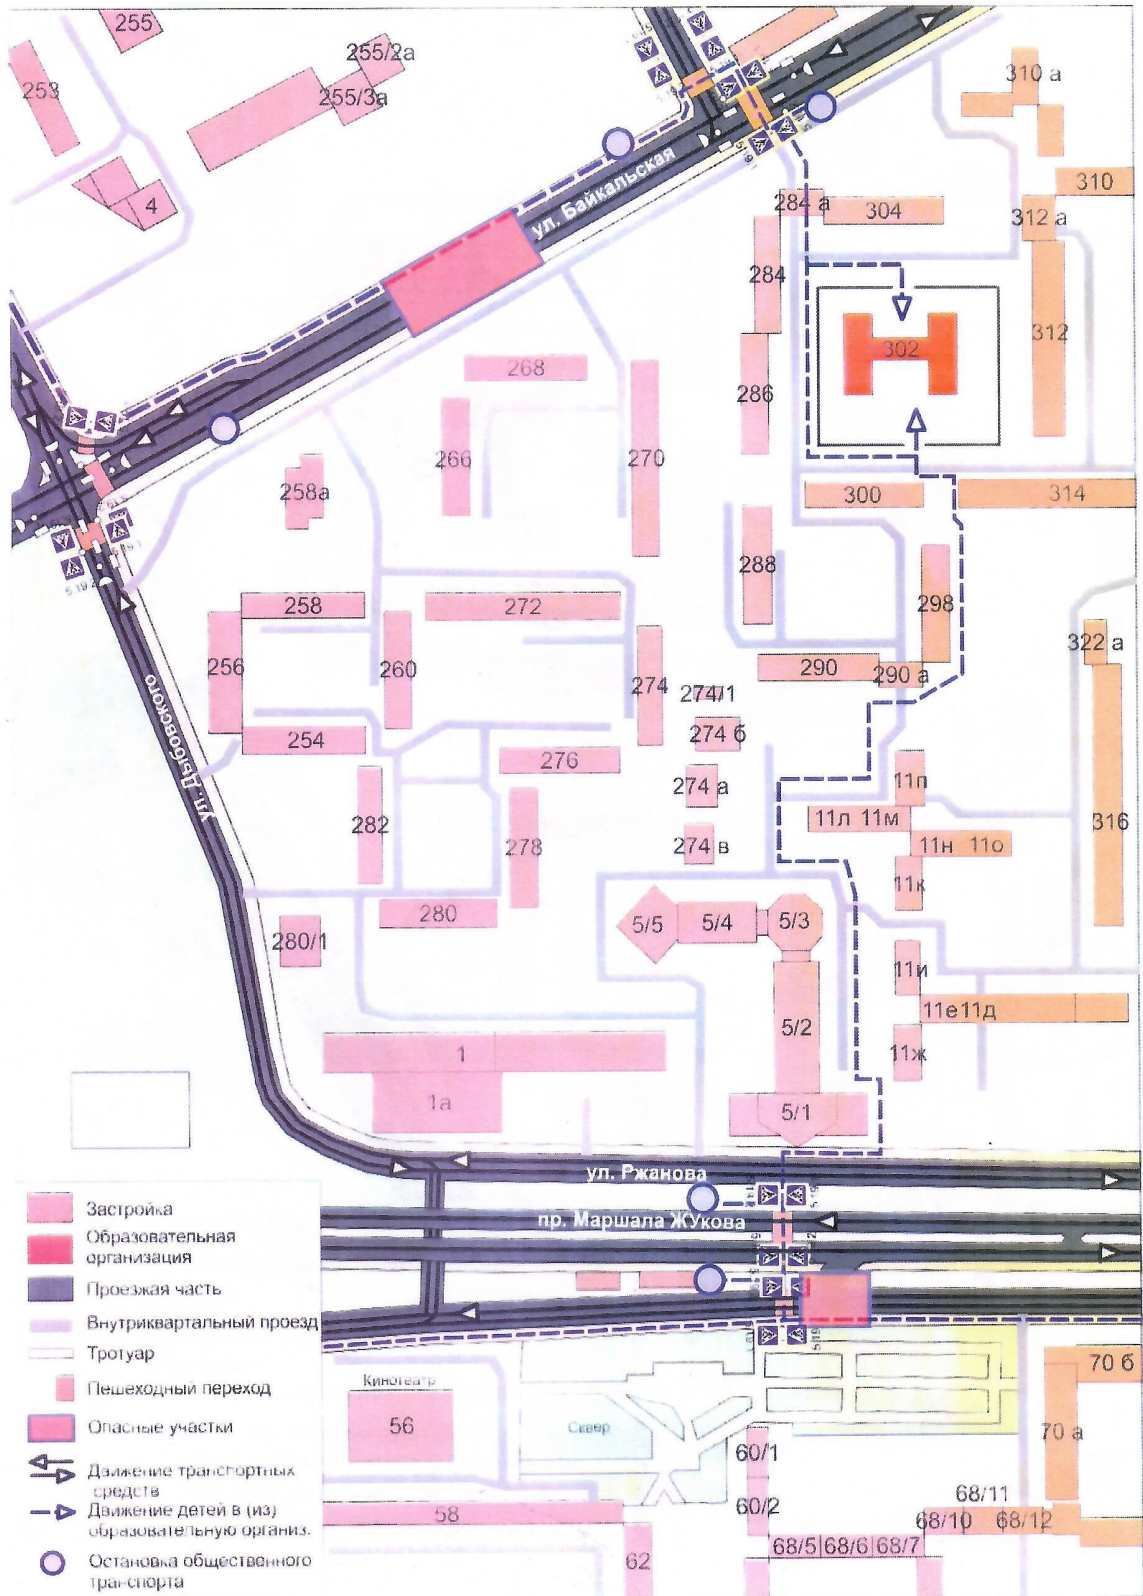 255
255/2а
253
255/3а
310 а
4
310
ул. Байкальская
284 а
304
312 а
284
312
302
268
286
266
270
258а
300
314
288
258
272
298
322 а
256
260
290
290 а
274
274/1
274 б
254
276
ул. Дыбовского
11п
274 а
282
11л 11м
316
278
274 в
11н 11о
11к
280
5/5
5/4
5/3
280/1
11и
11е11д
5/2
1
11ж
1а
5/1
ул. Ржанова
пр. Маршала ЖУкова
Застройка
Образовательная
организация
Проезжая часть
Внутриквартальный проезд
Тротуар
Пешеходный переход
Опасные участки
Движение транспортных
средств
Движение детей в (из)
образовательную организ.
Остановка общественного
транспорта
Кинотеатр
56
Сквер
70 б
70 а
60/1
60/2
58
68/11
68/10
68/12
62
68/5
68/6
68/7
5.19.1
5.19.2